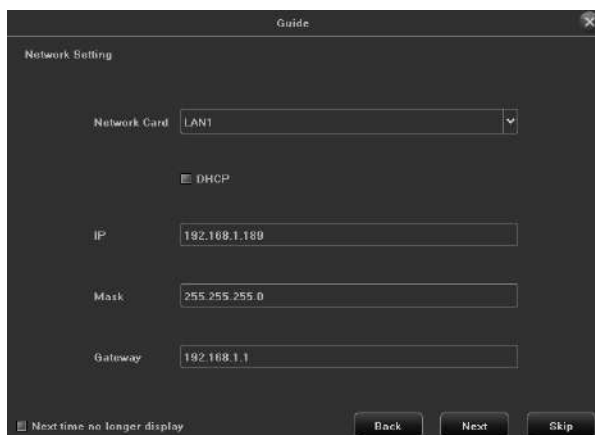 Guide
Network Setting
Network Card LAN1
DHCP
IP 192.168.1.189
Mask 255.255.255.0
Gateway 192.168.1.1
Next time no longer display Back Next Skip